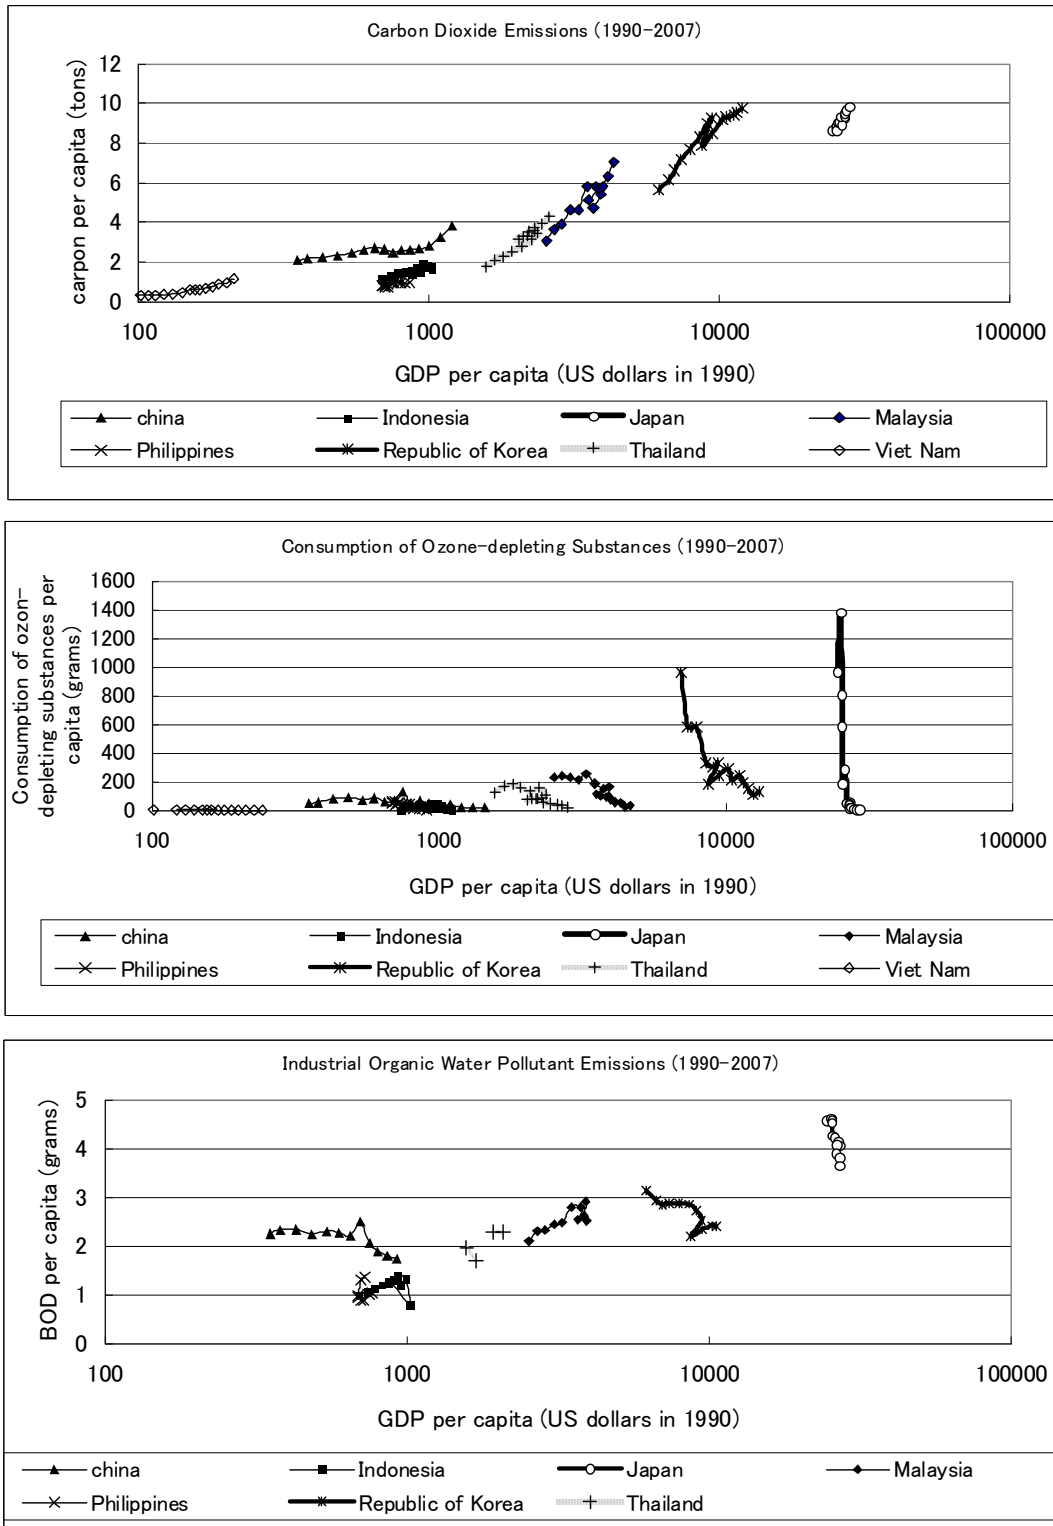 Carbon Dioxide Emissions (1990-2007)
carpon per capita (tons)
12
10
8
6
4
2
0
100 1000 10000 100000
GDP per capita (US dollars in 1990)
china Indonesia Japan Malaysia
Philippines Republic of Korea Thailand Viet Nam
Consumption of Ozone-depleting Substances (1990-2007)
Consumption of ozon-
depleting substances per
capita (grams)
1600
1400
1200
1000
800
600
400
200
0
100 1000 10000 100000
GDP per capita (US dollars in 1990)
china Indonesia Japan Malaysia
Philippines Republic of Korea Thailand Viet Nam
Industrial Organic Water Pollutant Emissions (1990-2007)
BOD per capita (grams)
5
4
3
2
1
0
100 1000 10000 100000
GDP per capita (US dollars in 1990)
china Indonesia Japan Malaysia
Philippines Republic of Korea Thailand